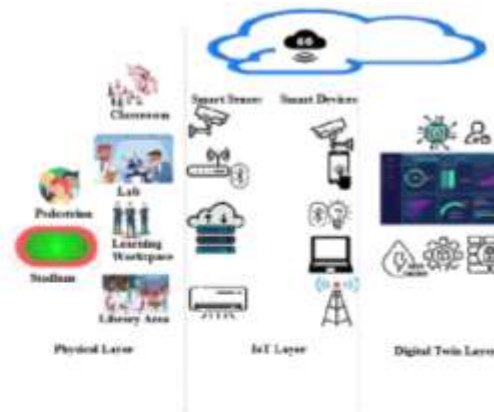 6G
Smart Sensor
Smart Devices
Classroom
Lab
Pedestrian
Learning
Workspace
Stadium
Library Area
Physical Layer
IoT Layer
Digital Twin Layer